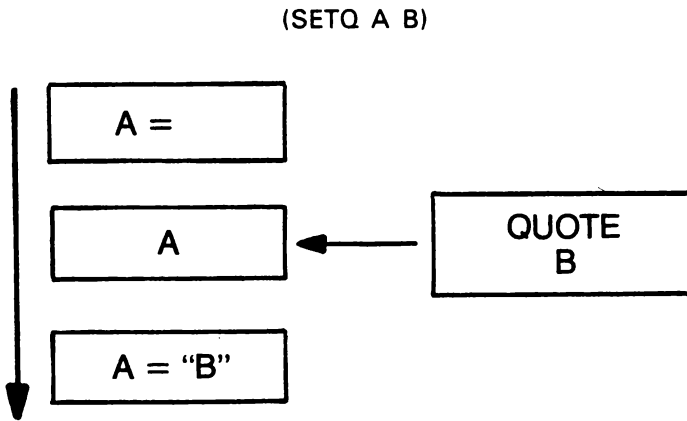 (SETQ A B)
A =
A
QUOTE
B
A = “B”